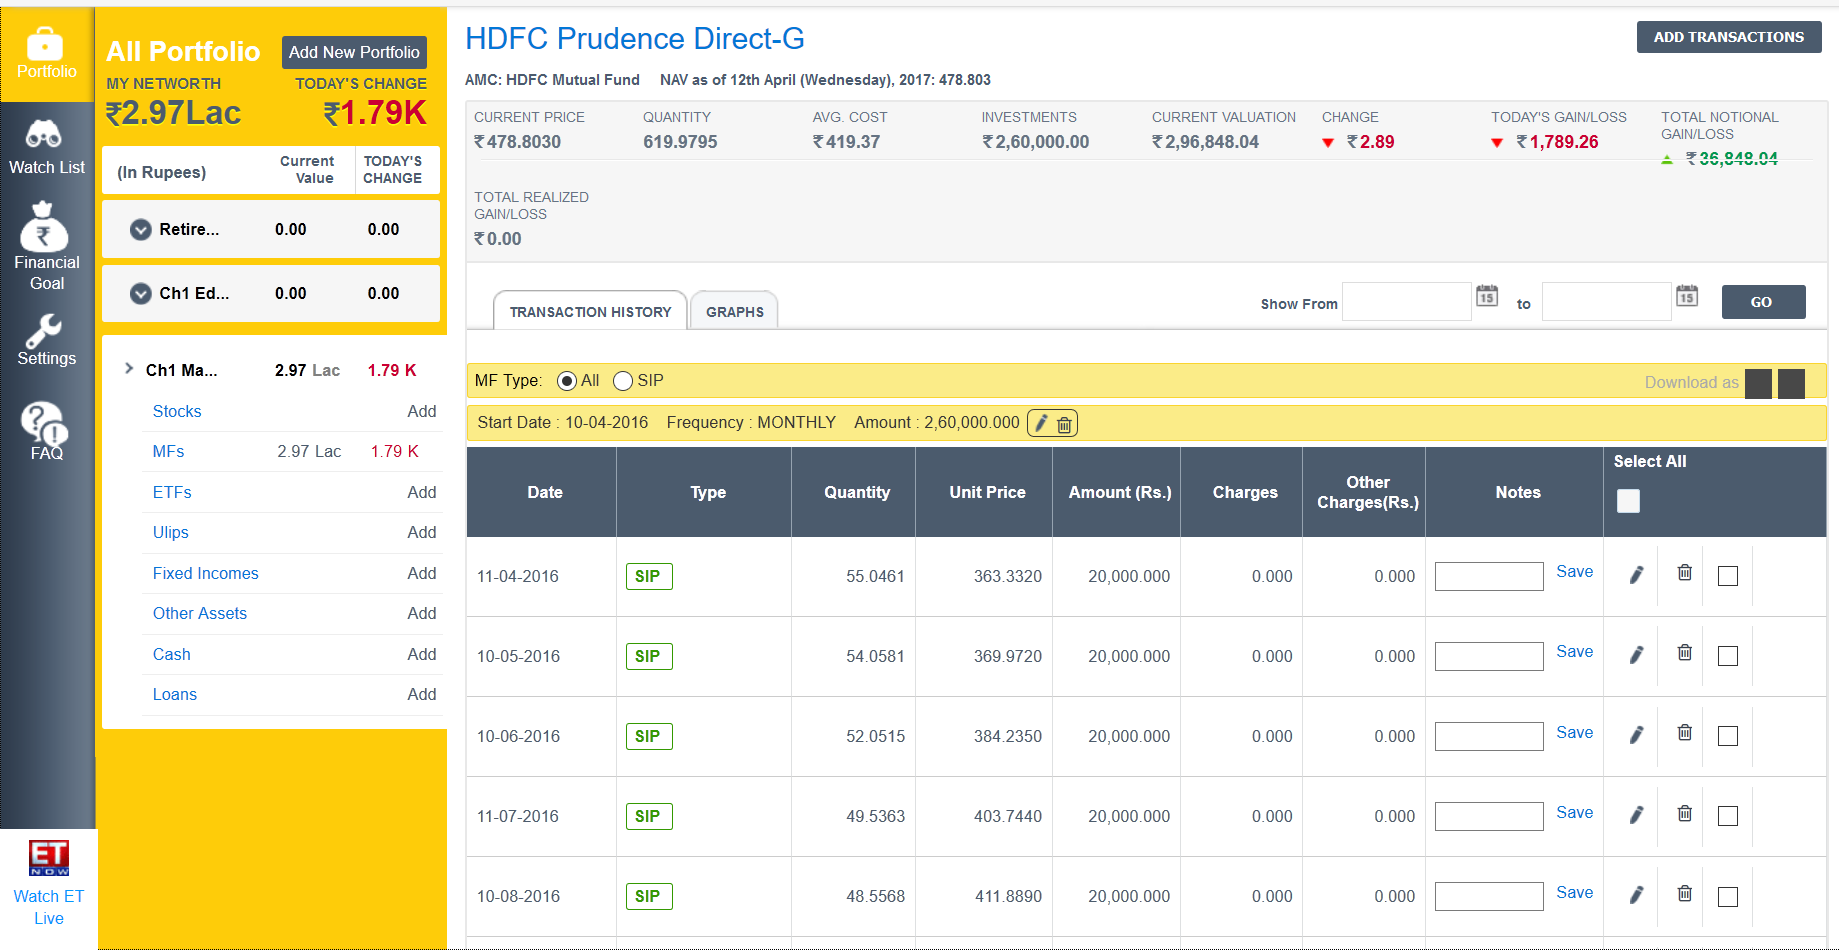 Portfolio
Watch List
Financial
Goal
Settings
FAQ
ET
NOW
Watch ET
Live
All Portfolio
Add New Portfolio
MY NETWORTH
TODAY'S CHANGE
₹2.97Lac
₹1.79K
(In Rupees)
Current
Value
TODAY'S
CHANGE
Retire... 0.00 0.00
Ch1 Ed... 0.00 0.00
Ch1 Ma... 2.97 Lac 1.79 K
Stocks Add
MFs 2.97 Lac 1.79 K
ETFs Add
Ulips Add
Fixed Incomes Add
Other Assets Add
Cash Add
Loans Add
HDFC Prudence Direct-G
ADD TRANSACTIONS
AMC: HDFC Mutual Fund NAV as of 12th April (Wednesday), 2017: 478.803
CURRENT PRICE
₹478.8030
QUANTITY
619.9795
AVG. COST
₹419.37
INVESTMENTS
₹2,60,000.00
CURRENT VALUATION
₹2,96,848.04
CHANGE
₹2.89
TODAY'S GAIN/LOSS
₹1,789.26
TOTAL NOTIONAL
GAIN/LOSS
₹36,848.04
TOTAL REALIZED
GAIN/LOSS
₹0.00
TRANSACTION HISTORY
GRAPHS
Show From 15 to 15 GO
MF Type: All SIP
Download as
Start Date : 10-04-2016 Frequency : MONTHLY Amount : 2,60,000.000
Date Type Quantity Unit Price Amount (Rs.) Charges Other Charges(Rs.) Notes Select All
11-04-2016 SIP 55.0461 363.3320 20,000.000 0.000 0.000 Save
10-05-2016 SIP 54.0581 369.9720 20,000.000 0.000 0.000 Save
10-06-2016 SIP 52.0515 384.2350 20,000.000 0.000 0.000 Save
11-07-2016 SIP 49.5363 403.7440 20,000.000 0.000 0.000 Save
10-08-2016 SIP 48.5568 411.8890 20,000.000 0.000 0.000 Save